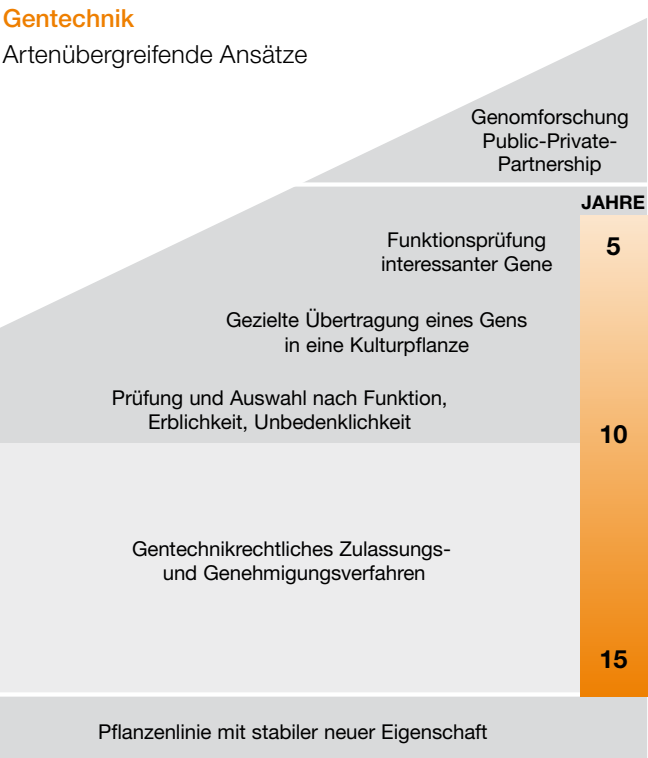 Gentechnik
Artenübergreifende Ansätze
Genomforschung
Public-Private-
Partnership
JAHRE
Funktionsprüfung
interessanter Gene
5
Gezielte Übertragung eines Gens
in eine Kulturpflanze
Prüfung und Auswahl nach Funktion,
Erblichkeit, Unbedenklichkeit
10
Gentechnikrechtliches Zulassungs-
und Genehmigungsverfahren
15
Pflanzenlinie mit stabiler neuer Eigenschaft